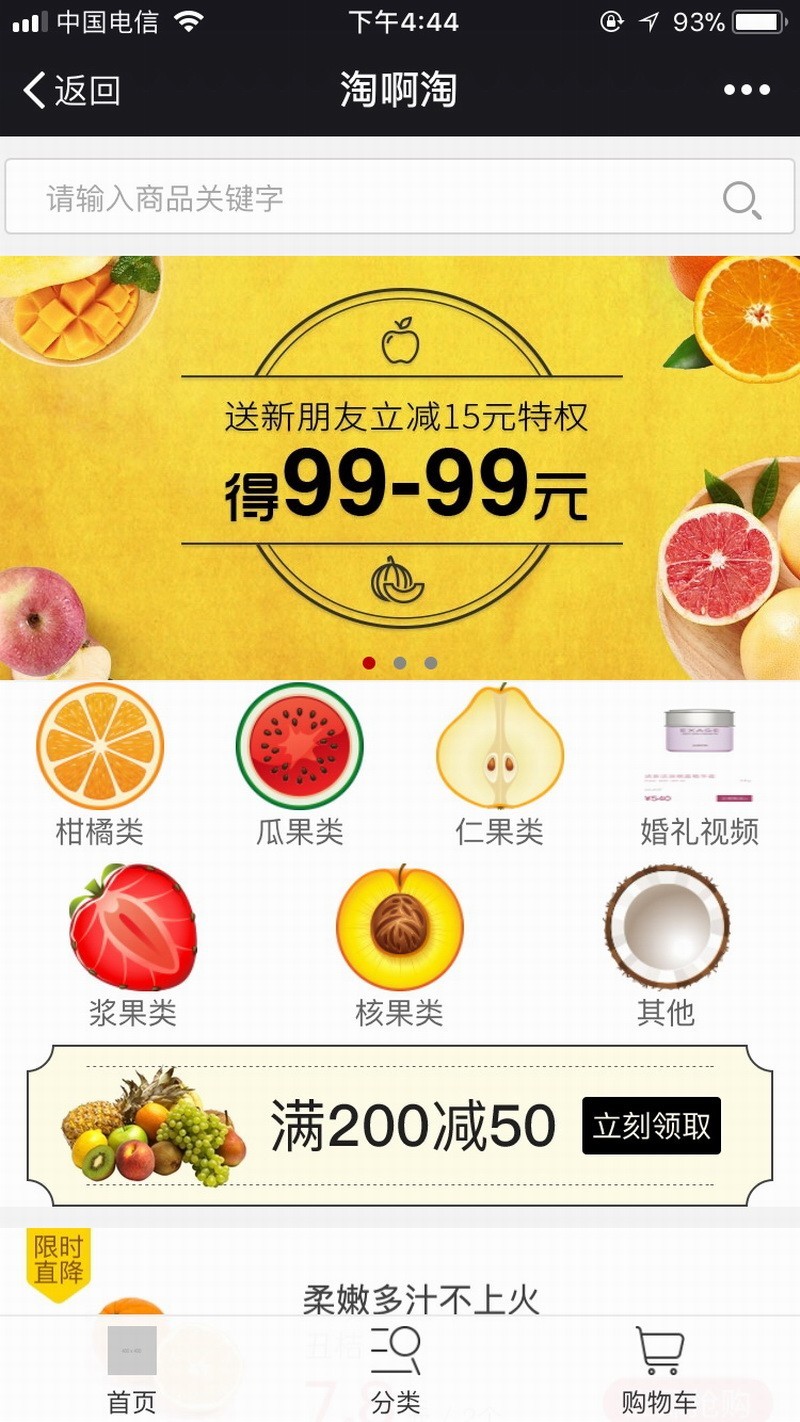 中国电信 下午4:44 93%
返回 淘啊淘
请输入商品关键字
送新朋友立减15元特权
得99-99元
柑橘类 瓜果类 仁果类 婚礼视频
¥540
浆果类 核果类 其他
满200减50 立刻领取
限时
直降
柔嫩多汁不上火
首页 分类 购物车